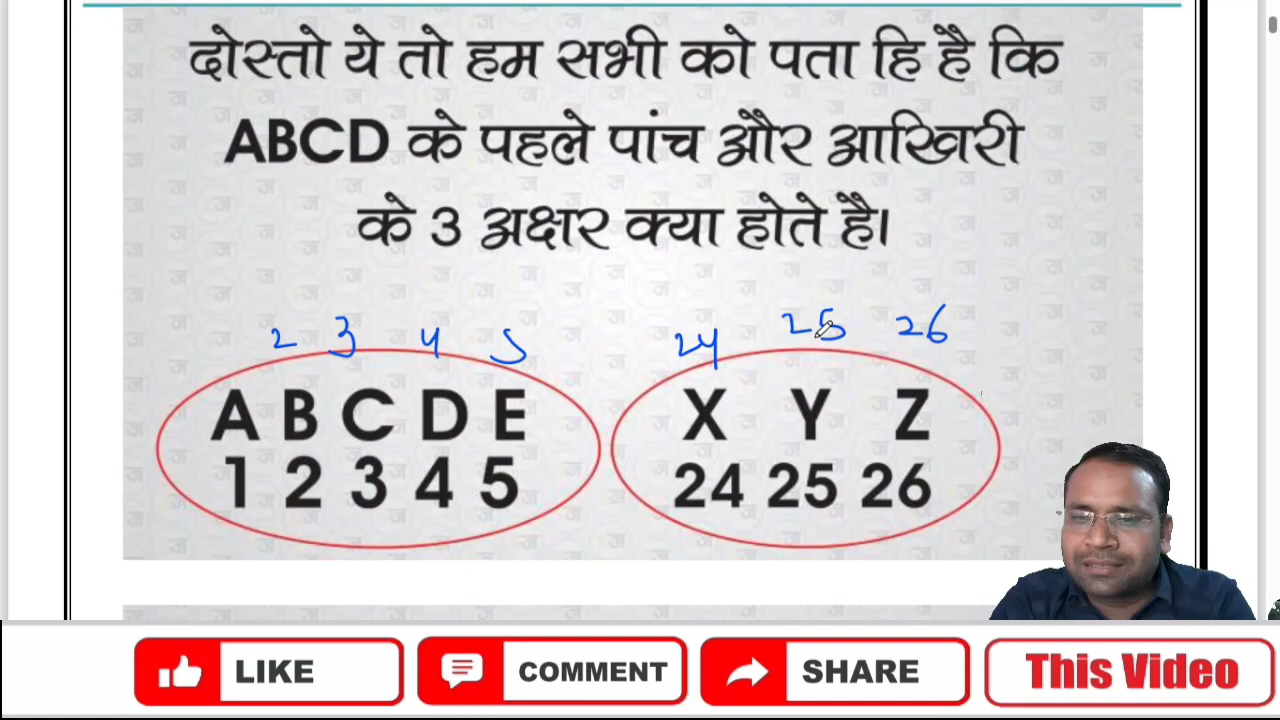 दोस्तो ये तो हम सभी को पता हि है कि
ABCD के पहले पांच और आखिरी
के 3 अक्षर क्या होते है।
2 3 4 5 24 25 26
A B C D E X Y Z
1 2 3 4 5 24 25 26
LIKE COMMENT SHARE This Video